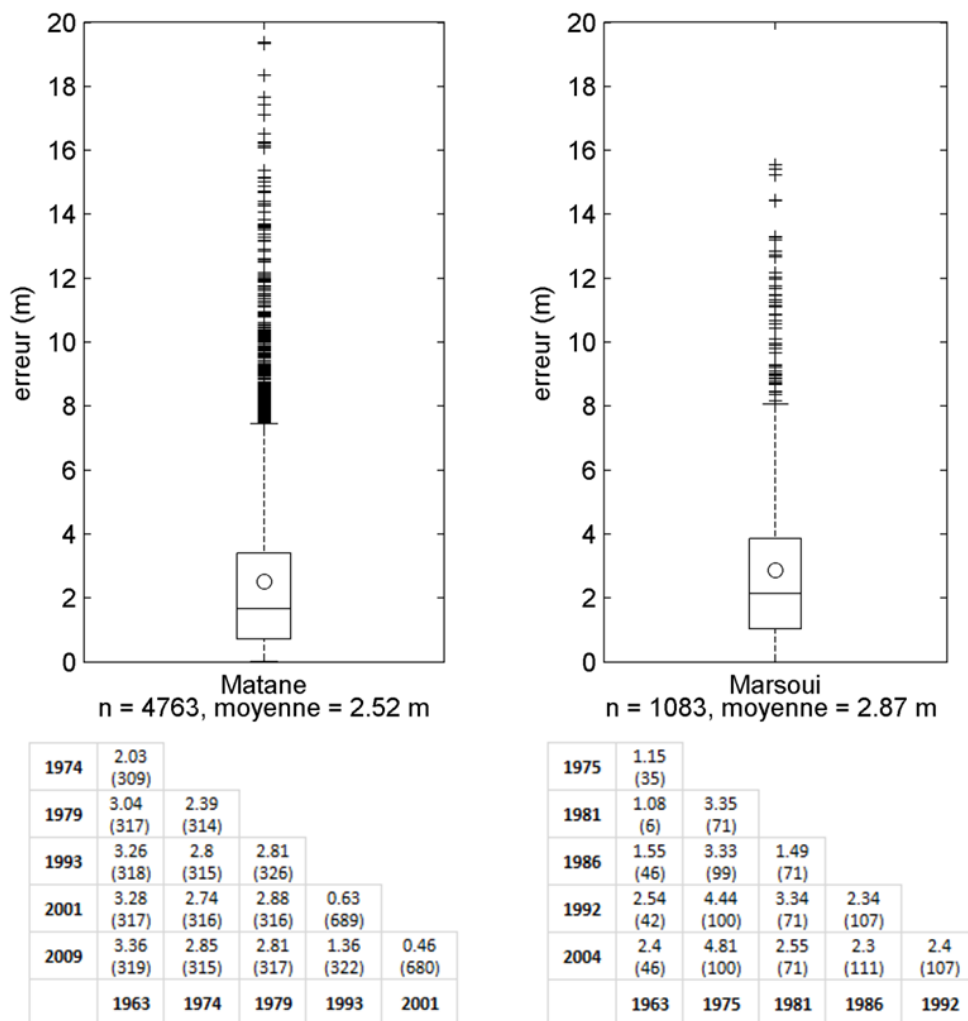 20
18
16
14
12
10
8
6
4
2
0
erreur (m)
Matane
n = 4763, moyenne = 2.52 m
20
18
16
14
12
10
8
6
4
2
0
erreur (m)
Marsoui
n = 1083, moyenne = 2.87 m
1974 2.03
(309)
1979 3.04 2.39
(317) (314)
1993 3.26 2.8 2.81
(318) (315) (326)
2001 3.28 2.74 2.88 0.63
(317) (316) (316) (689)
2009 3.36 2.85 2.81 1.36 0.46
(319) (315) (317) (322) (680)
1963 1974 1979 1993 2001
1975 1.15
(35)
1981 1.08 3.35
(6) (71)
1986 1.55 3.33 1.49
(46) (99) (71)
1992 2.54 4.44 3.34 2.34
(42) (100) (71) (107)
2004 2.4 4.81 2.55 2.3 2.4
(46) (100) (71) (111) (107)
1963 1975 1981 1986 1992